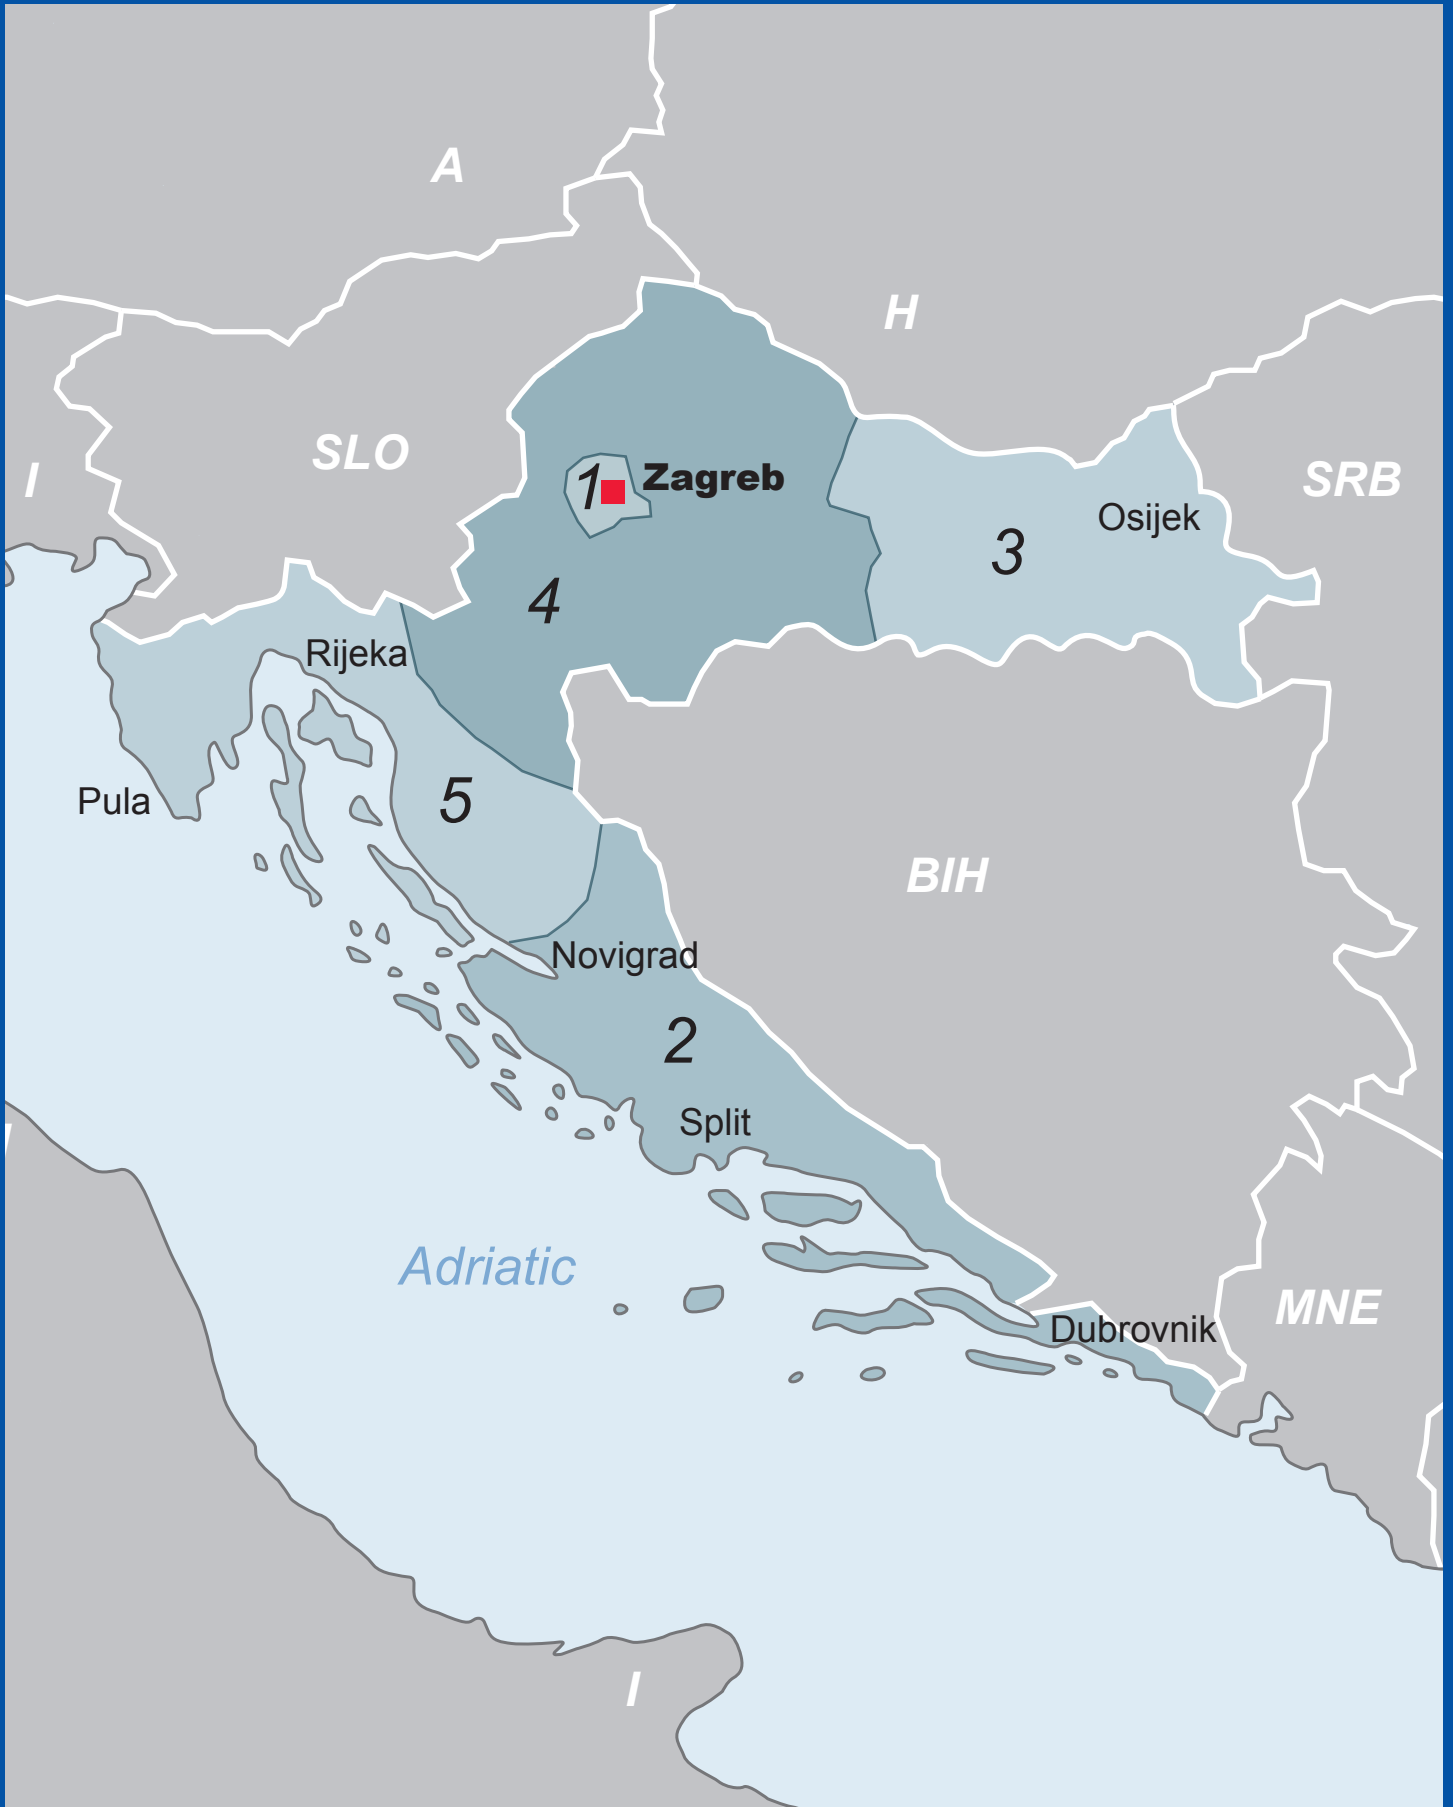 A
H
SLO
I
SRB
1
Zagreb
Osijek
3
4
Rijeka
Pula
5
BIH
Novigrad
2
Split
I
Adriatic
MNE
Dubrovnik
I